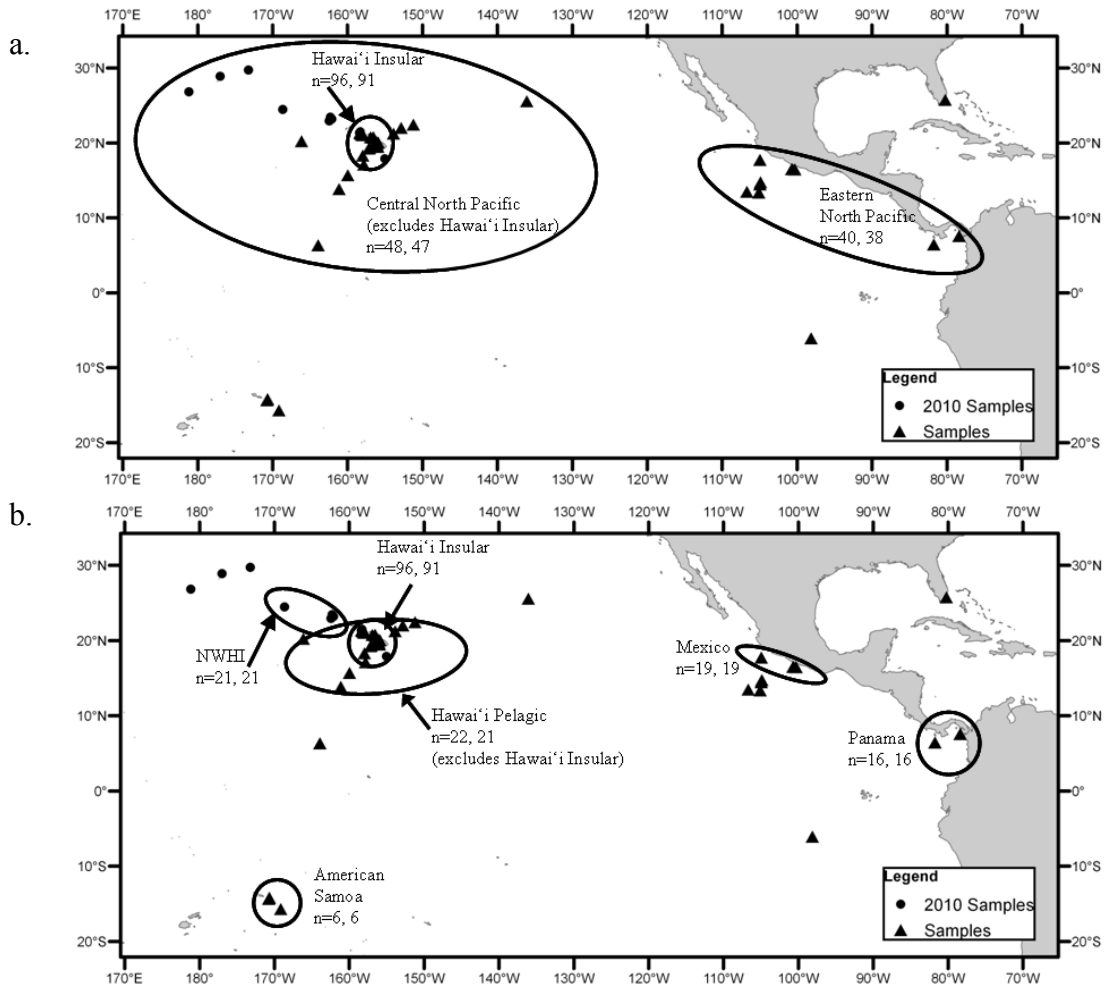 170°E 180° 170°W 160°W 150°W 140°W 130°W 120°W 110°W 100°W 90°W 80°W 70°W
a.
30°N 30°N
Hawai‘i Insular
n=96, 91
20°N 20°N
Central North Pacific
(excludes Hawai‘i Insular)
n=48, 47
Eastern
North Pacific
n=40, 38
10°N 10°N
0° 0°
10°S 10°S
20°S 20°S
Legend
2010 Samples
Samples
170°E 180° 170°W 160°W 150°W 140°W 130°W 120°W 110°W 100°W 90°W 80°W 70°W
b.
170°E 180° 170°W 160°W 150°W 140°W 130°W 120°W 110°W 100°W 90°W 80°W 70°W
Hawai‘i Insular
n=96, 91
30°N 30°N
20°N 20°N
NWHI
n=21, 21
Hawai‘i Pelagic
n=22, 21
(excludes Hawai‘i Insular)
Mexico
n=19, 19
Panama
n=16, 16
10°N 10°N
0° 0°
10°S 10°S
American
Samoa
n=6, 6
20°S 20°S
Legend
2010 Samples
Samples
170°E 180° 170°W 160°W 150°W 140°W 130°W 120°W 110°W 100°W 90°W 80°W 70°W